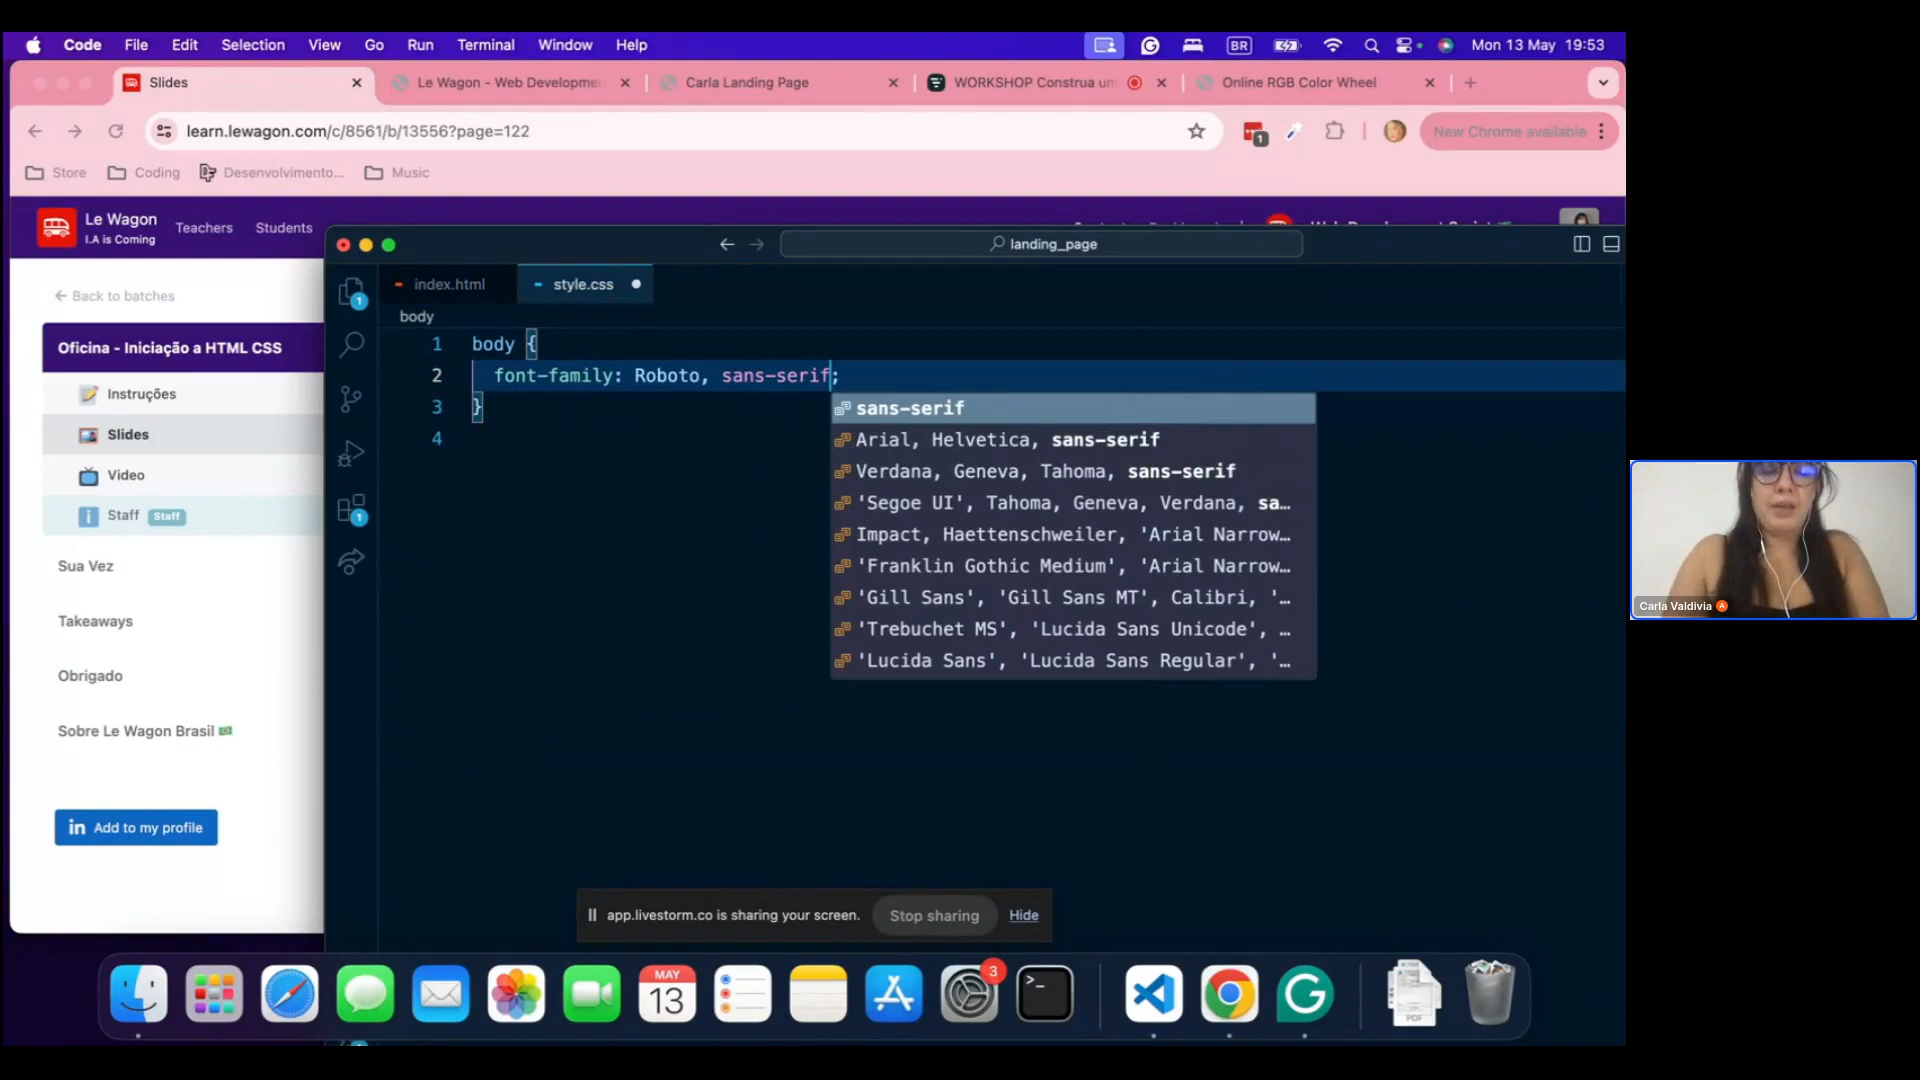 Code File Edit Selection View Go Run Terminal Window Help BR Mon 13 May 19:53
Slides Le Wagon - Web Developmen Carla Landing Page WORKSHOP Construa um Online RGB Color Wheel
learn.lewagon.com/c/8561/b/13556?page=122 1 New Chrome available
Store Coding Desenvolvimento... Music
Le Wagon
I.A is Coming
Teachers Students
landing_page
Back to batches
Oficina - Iniciação a HTML CSS
Instruções
Slides
Video
Staff Staff
Sua Vez
Takeaways
Obrigado
Sobre Le Wagon Brasil
in Add to my profile
1
1
index.html style.css
body
1 body {
2 font-family: Roboto, sans-serif;
3 }
4
sans-serif
Arial, Helvetica, sans-serif
Verdana, Geneva, Tahoma, sans-serif
'Segoe UI', Tahoma, Geneva, Verdana, sa…
Impact, Haettenschweiler, 'Arial Narrow…
'Franklin Gothic Medium', 'Arial Narrow…
'Gill Sans', 'Gill Sans MT', Calibri, '…
'Trebuchet MS', 'Lucida Sans Unicode', …
'Lucida Sans', 'Lucida Sans Regular', '…
Carla Valdivia A
app.livestorm.co is sharing your screen. Stop sharing Hide
MAY
13
3
>_
PDF